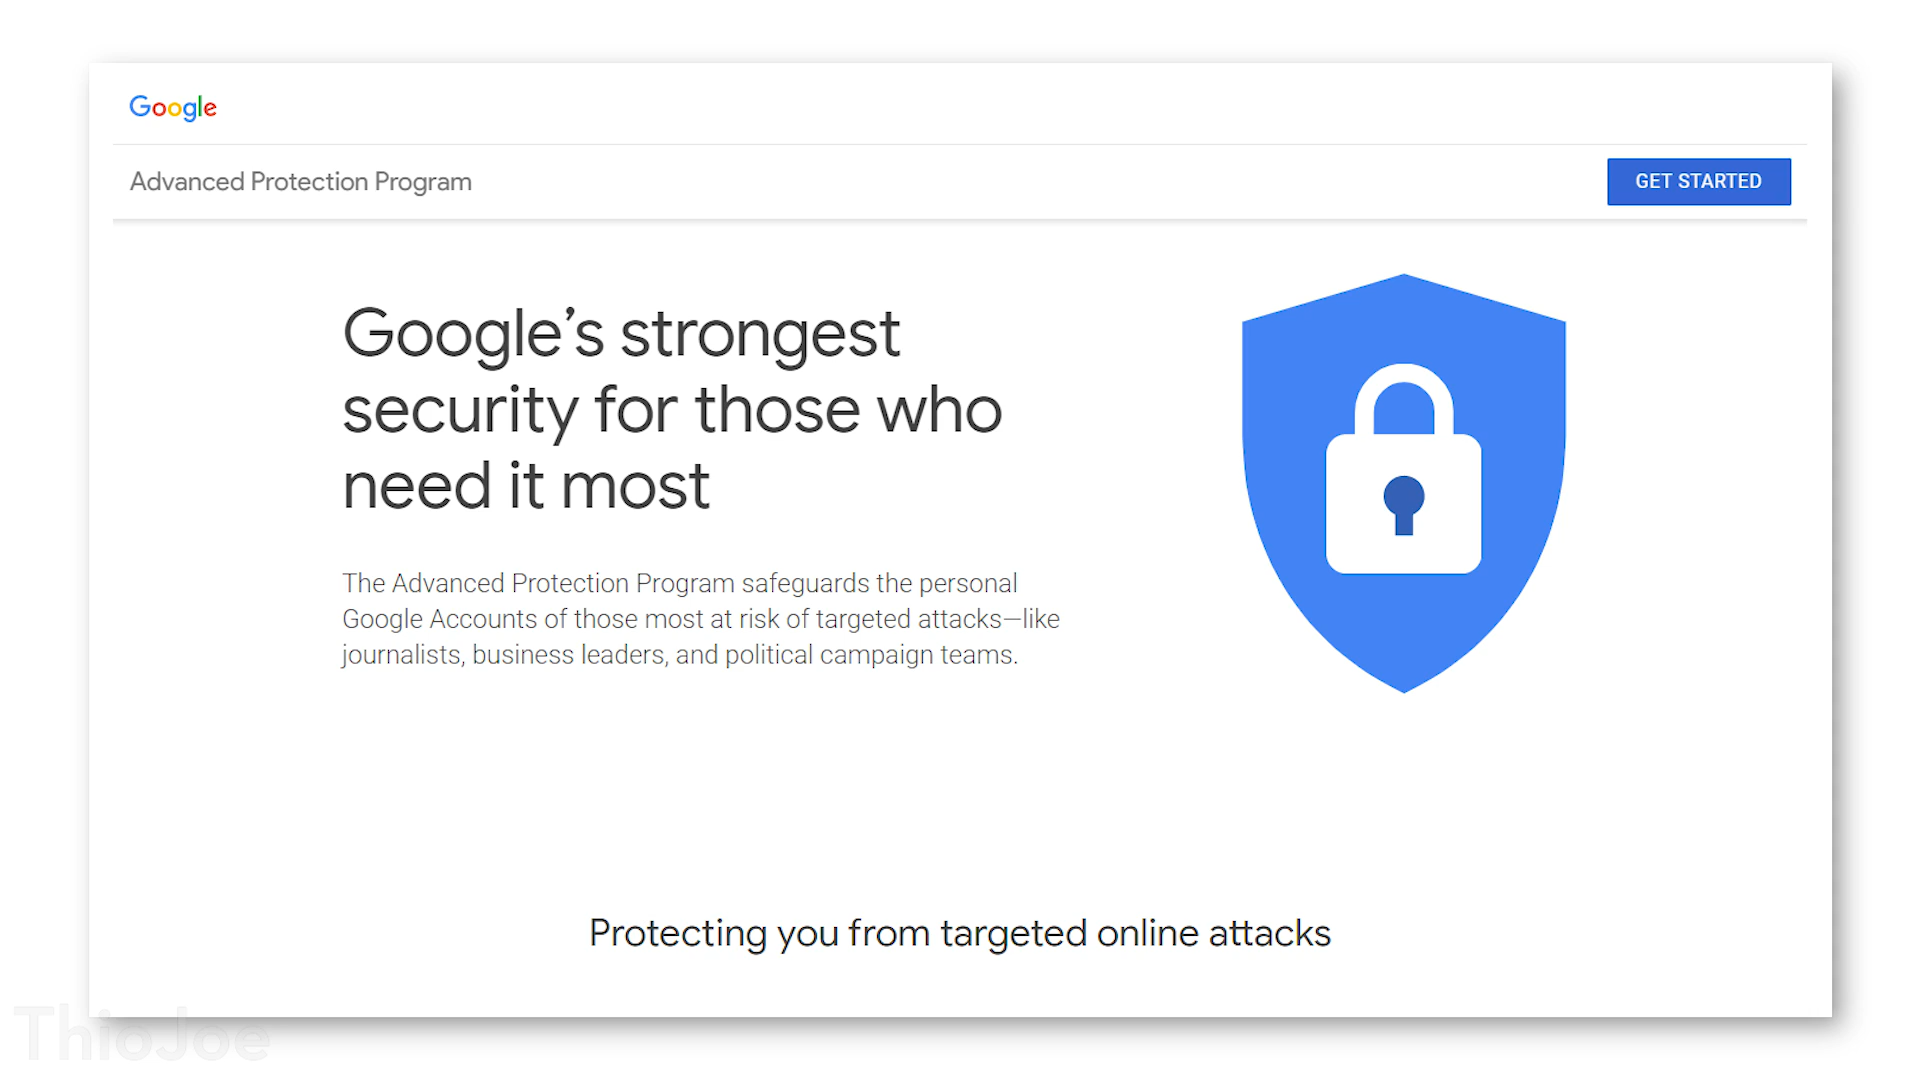 Google
Advanced Protection Program
GET STARTED
Google’s strongest
security for those who
need it most
The Advanced Protection Program safeguards the personal
Google Accounts of those most at risk of targeted attacks—like
journalists, business leaders, and political campaign teams.
Protecting you from targeted online attacks
ThioJoe